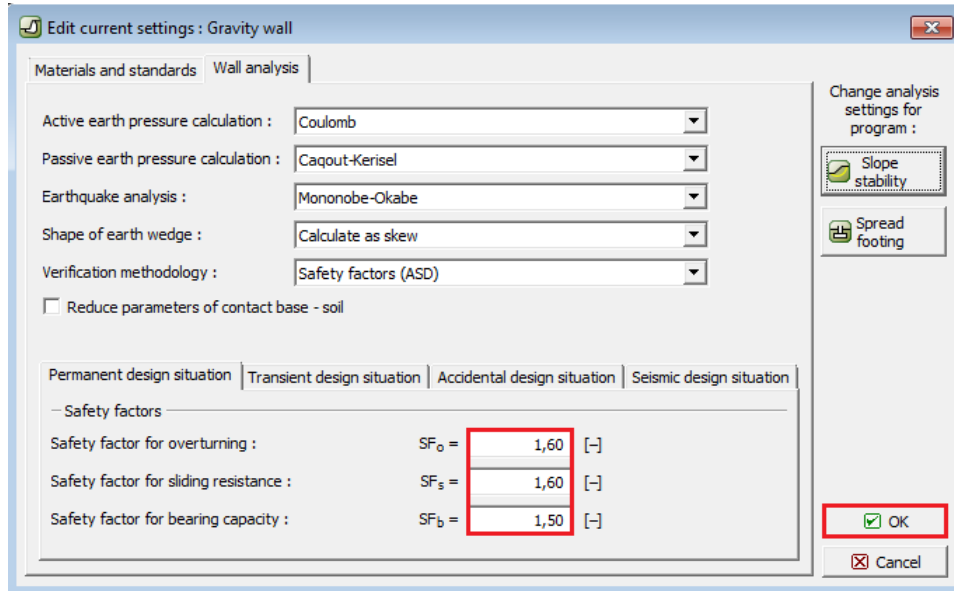 Edit current settings : Gravity wall
Materials and standards
Wall analysis
Active earth pressure calculation :
Coulomb
Passive earth pressure calculation :
Caqout-Kerisel
Earthquake analysis :
Mononobe-Okabe
Shape of earth wedge :
Calculate as skew
Verification methodology :
Safety factors (ASD)
Reduce parameters of contact base - soil
Permanent design situation
Transient design situation
Accidental design situation
Seismic design situation
Safety factors
Safety factor for overturning :
SFo =
1,60
[–]
Safety factor for sliding resistance :
SFs =
1,60
[–]
Safety factor for bearing capacity :
SFb =
1,50
[–]
Change analysis
settings for
program :
Slope
stability
Spread
footing
OK
Cancel